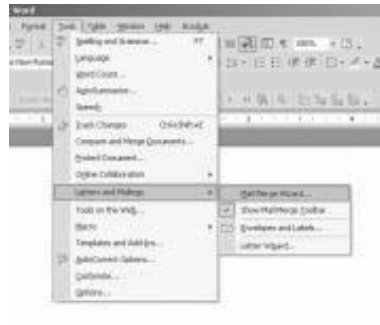 Word
Format Tools Table Window Help Acrobat
Spelling and Grammar... F7
Language
Word Count...
AutoSummarize...
Speech
Track Changes Ctrl+Shift+E
Compare and Merge Documents...
Protect Document...
Online Collaboration
Letters and Mailings
Mail Merge Wizard...
Tools on the Web...
Show Mail Merge Toolbar
Macro
Envelopes and Labels...
Templates and Add-Ins...
Letter Wizard...
AutoCorrect Options...
Customize...
Options...